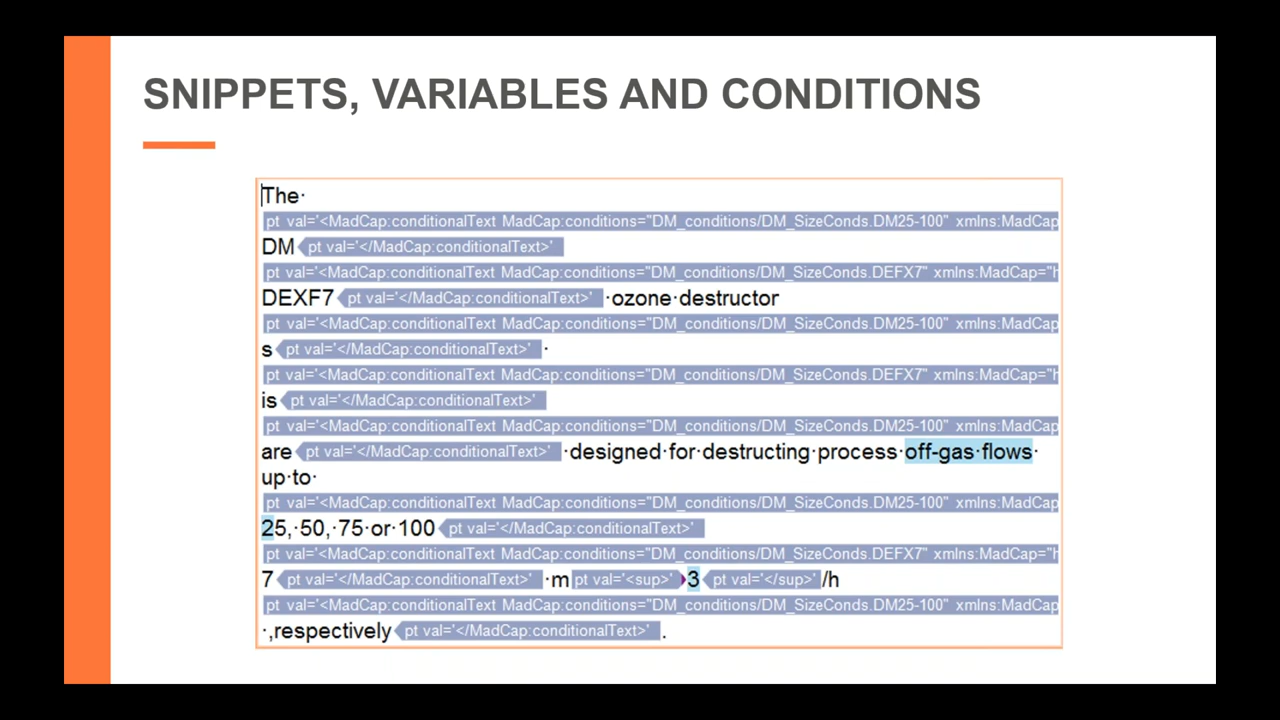 SNIPPETS, VARIABLES AND CONDITIONS
The·
pt val='<MadCap:conditionalText MadCap:conditions="DM_conditions/DM_SizeConds.DM25-100" xmlns:MadCap
DM pt val='</MadCap:conditionalText>'
pt val='<MadCap:conditionalText MadCap:conditions="DM_conditions/DM_SizeConds.DEFX7" xmlns:MadCap="h
DEXF7 pt val='</MadCap:conditionalText>' ·ozone·destructor
pt val='<MadCap:conditionalText MadCap:conditions="DM_conditions/DM_SizeConds.DM25-100" xmlns:MadCap
s pt val='</MadCap:conditionalText>' ·
pt val='<MadCap:conditionalText MadCap:conditions="DM_conditions/DM_SizeConds.DEFX7" xmlns:MadCap="h
is pt val='</MadCap:conditionalText>'
pt val='<MadCap:conditionalText MadCap:conditions="DM_conditions/DM_SizeConds.DM25-100" xmlns:MadCap
are pt val='</MadCap:conditionalText>' ·designed·for·destructing·process·off-gas·flows·
up·to·
pt val='<MadCap:conditionalText MadCap:conditions="DM_conditions/DM_SizeConds.DM25-100" xmlns:MadCap
25,·50,·75·or·100 pt val='</MadCap:conditionalText>'
pt val='<MadCap:conditionalText MadCap:conditions="DM_conditions/DM_SizeConds.DEFX7" xmlns:MadCap="h
7 pt val='</MadCap:conditionalText>' ·m pt val='<sup>' 3 pt val='</sup>' /h
pt val='<MadCap:conditionalText MadCap:conditions="DM_conditions/DM_SizeConds.DM25-100" xmlns:MadCap
·,respectively pt val='</MadCap:conditionalText>' .